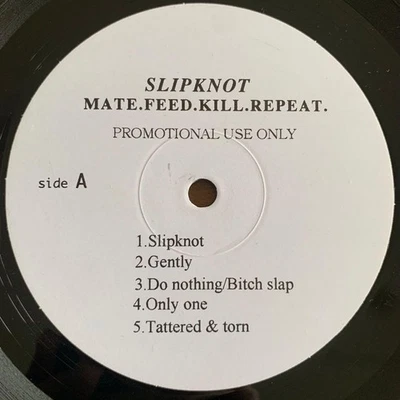 SLIPKNOT
MATE.FEED.KILL.REPEAT.
PROMOTIONAL USE ONLY
side A
1.Slipknot
2.Gently
3.Do nothing/Bitch slap
4.Only one
5.Tattered & torn